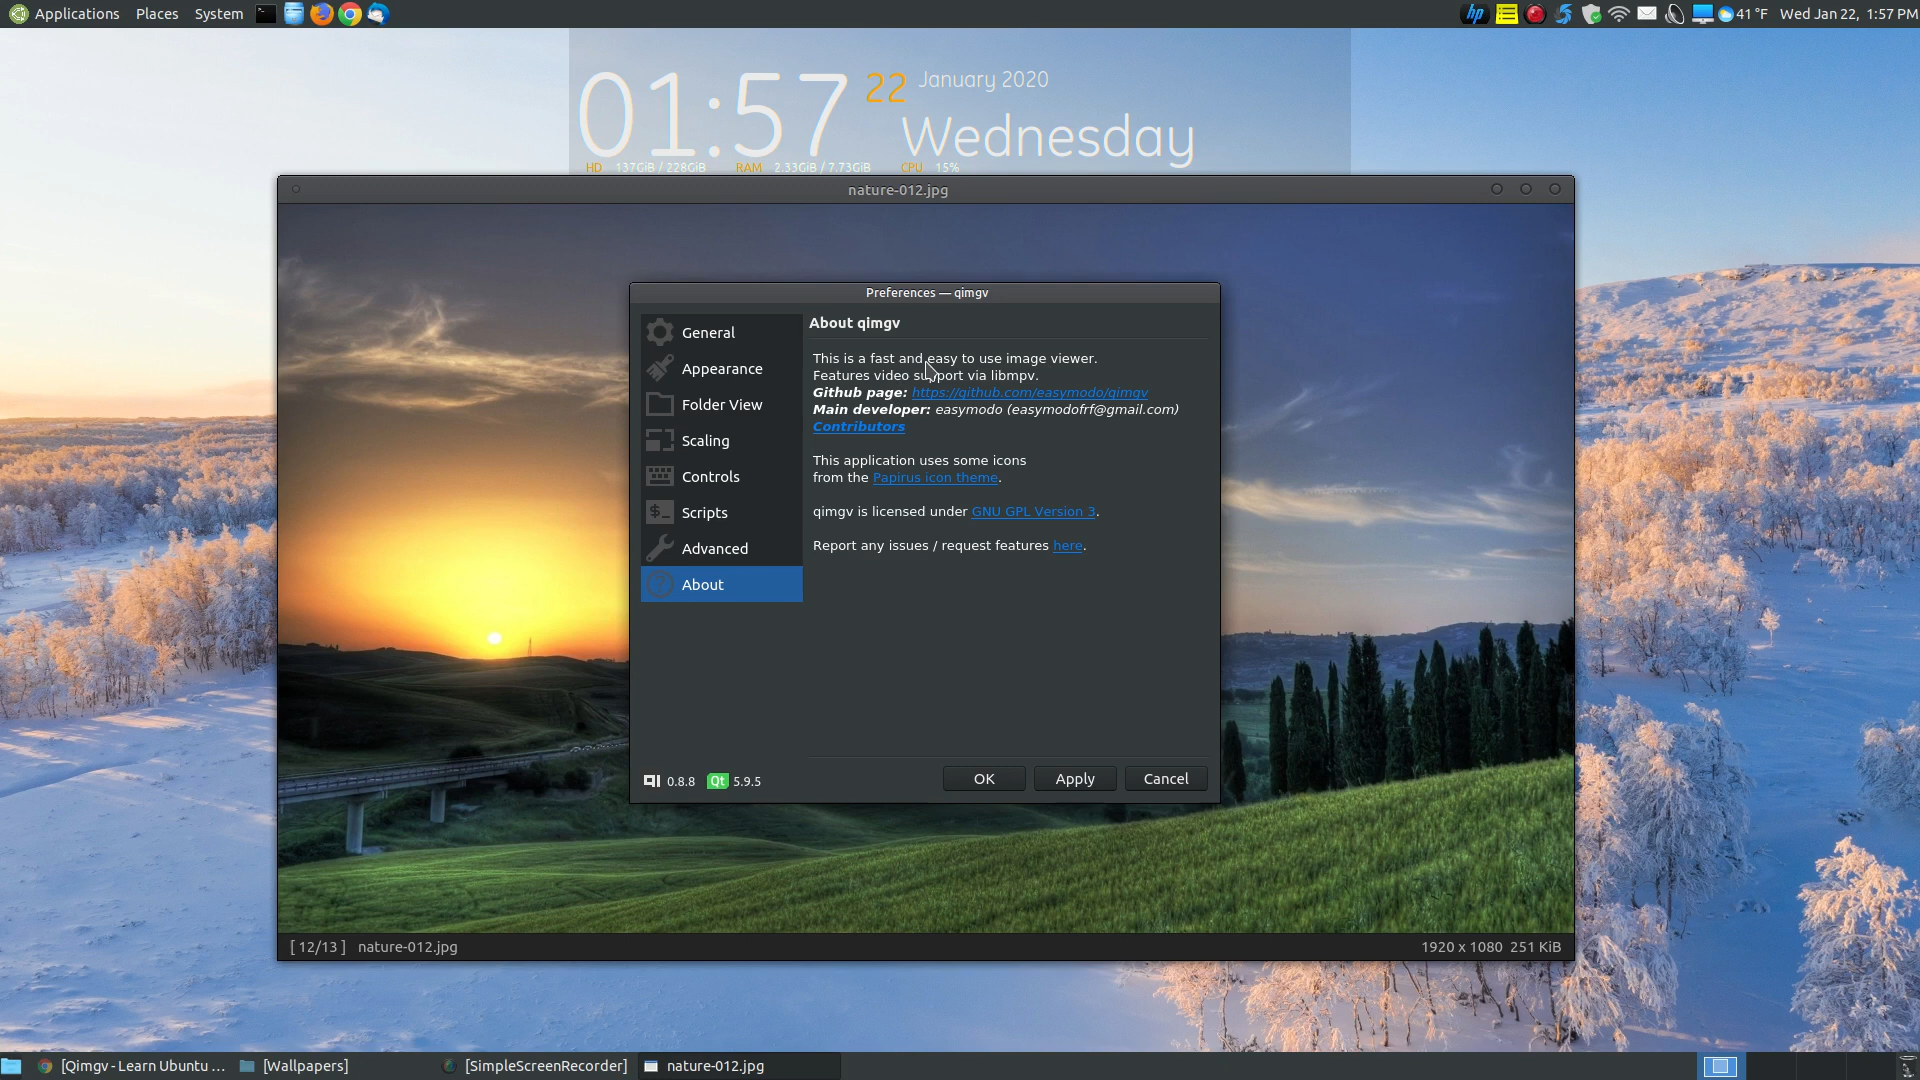 Applications Places System
hp 41 °F Wed Jan 22, 1:57 PM
01:57 22 January 2020
Wednesday
HD 137GiB / 228GiB RAM 2.33GiB / 7.73GiB CPU 15%
nature-012.jpg
Preferences — qimgv
General
Appearance
Folder View
Scaling
Controls
Scripts
Advanced
About
About qimgv
This is a fast and easy to use image viewer.
Features video support via libmpv.
Github page: https://github.com/easymodo/qimgv
Main developer: easymodo (easymodofrf@gmail.com)
Contributors
This application uses some icons
from the Papirus icon theme.
qimgv is licensed under GNU GPL Version 3.
Report any issues / request features here.
0.8.8 Qt 5.9.5
OK Apply Cancel
[ 12/13 ] nature-012.jpg
1920 x 1080 251 KiB
[Qimgv - Learn Ubuntu ... [Wallpapers] [SimpleScreenRecorder] nature-012.jpg